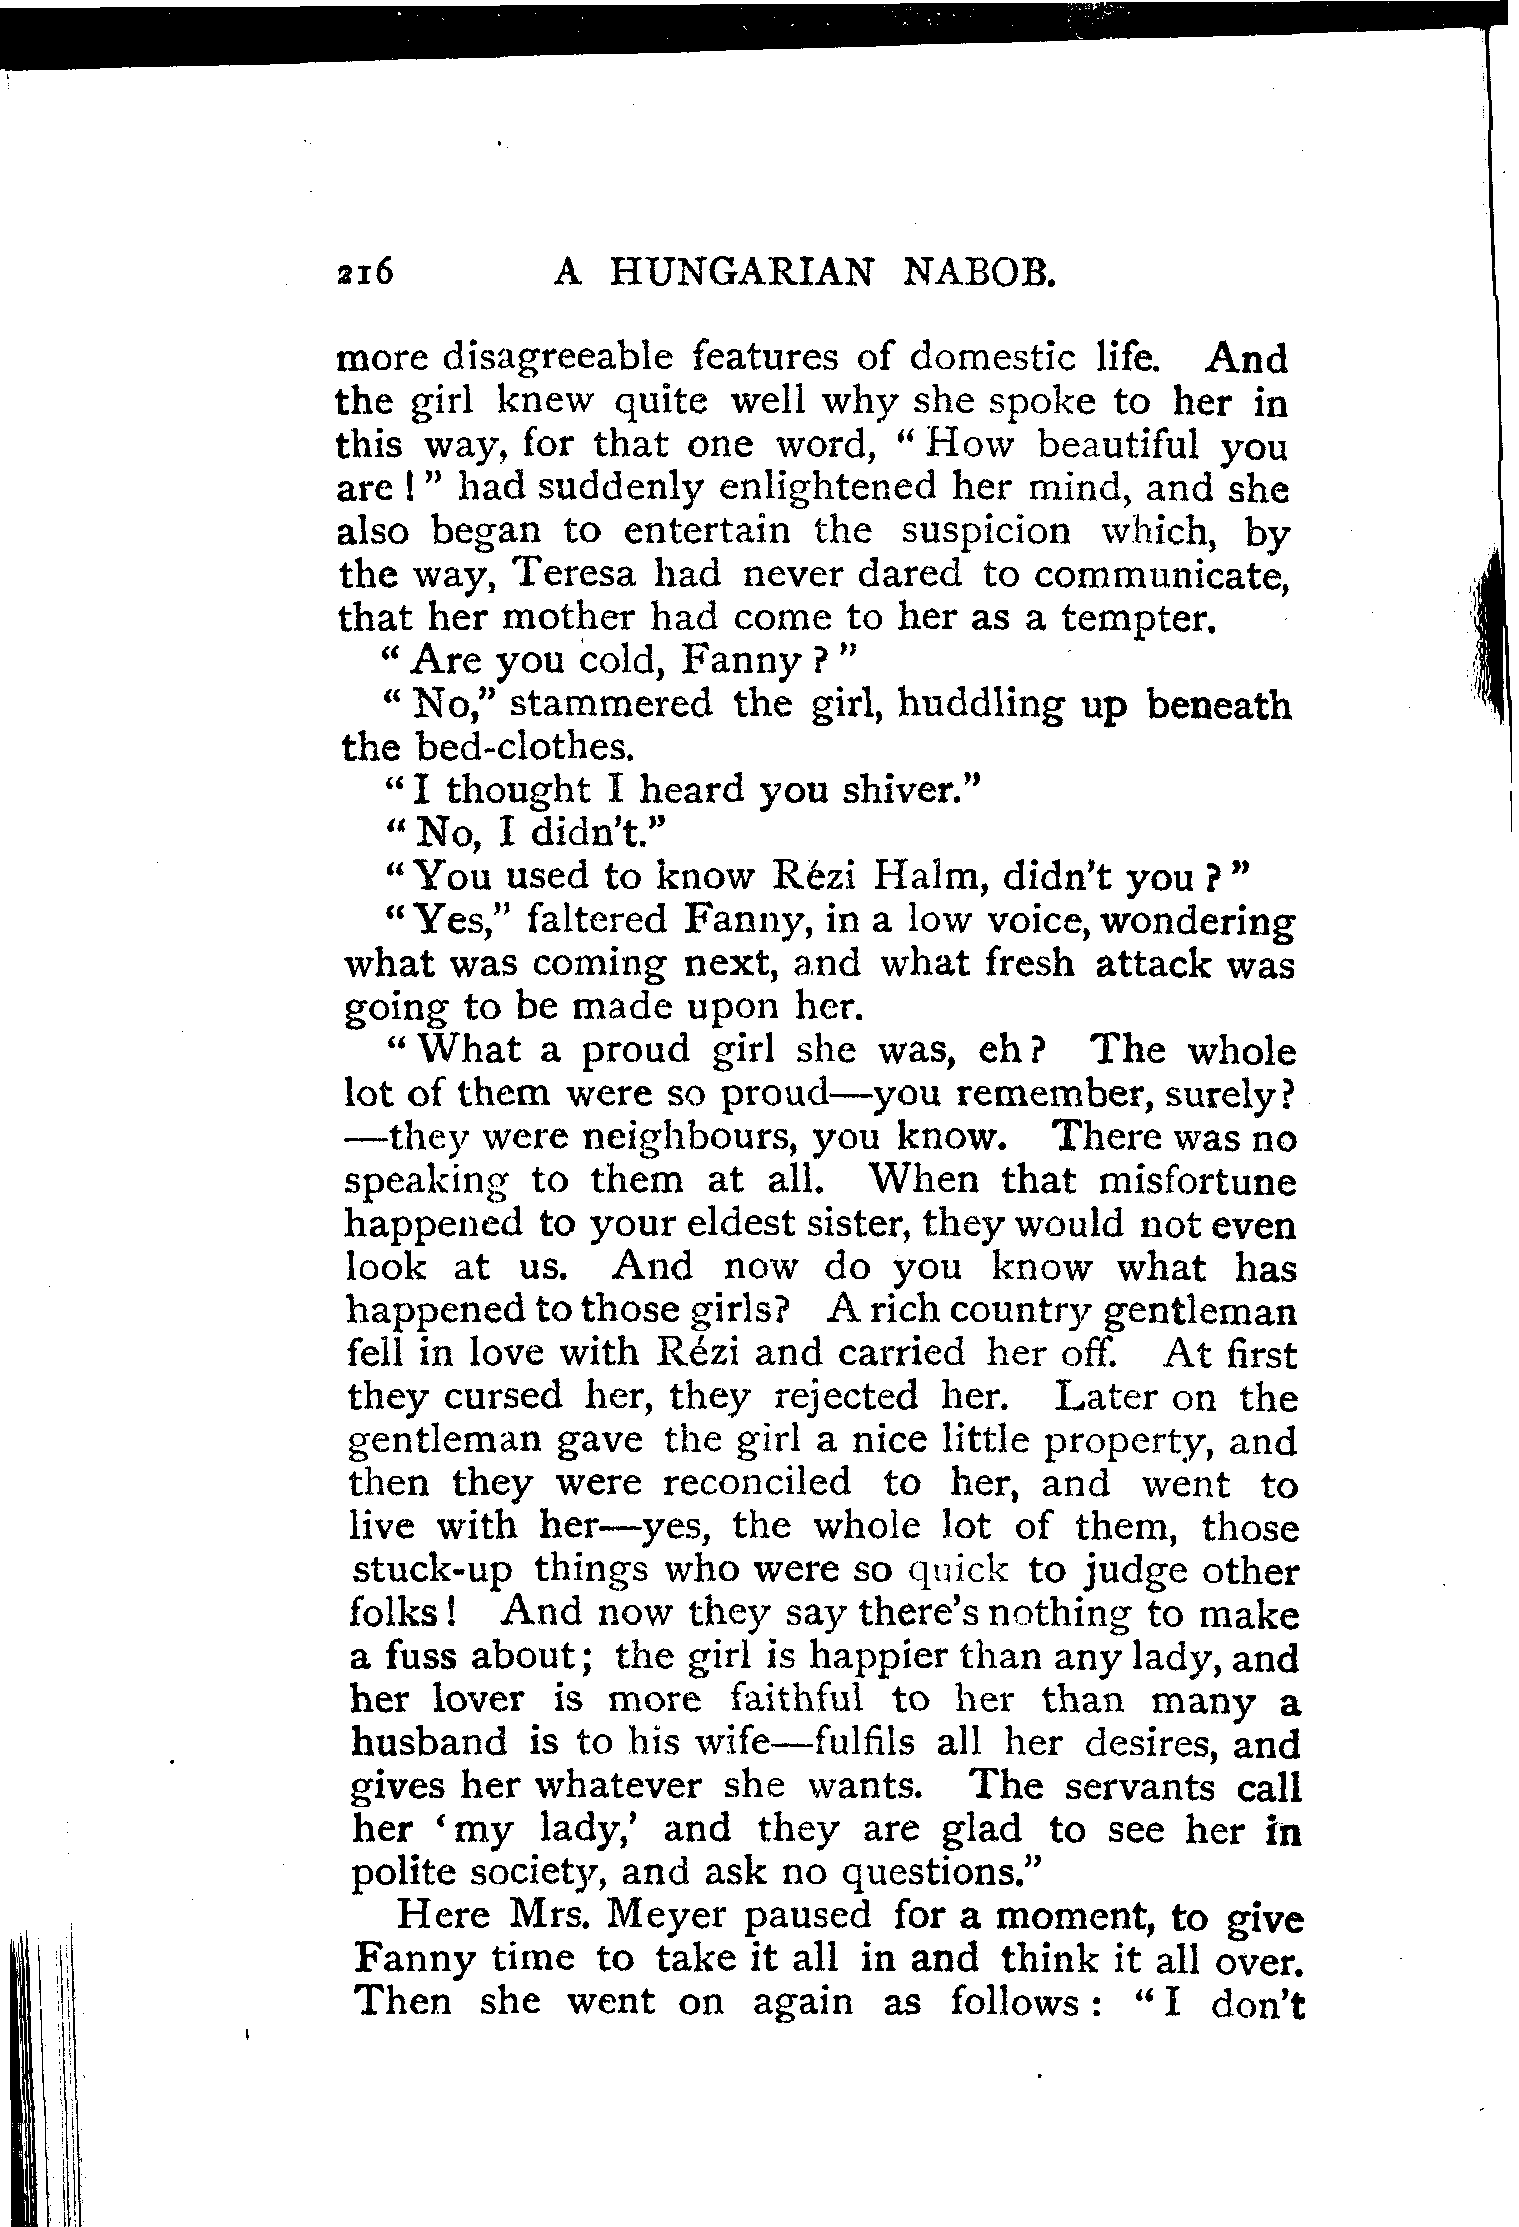 216 A HUNGARIAN NABOB.
more disagreeable features of domestic life. And
the girl knew quite well why she spoke to her in
this way, for that one word, “How beautiful you
are!” had suddenly enlightened her mind, and she
also began to entertain the suspicion which, by
the way, Teresa had never dared to communicate,
that her mother had come to her as a tempter.
“Are you cold, Fanny?”
“No,” stammered the girl, huddling up beneath
the bed-clothes.
“I thought I heard you shiver.”
“No, I didn't.”
“You used to know Rézi Halm, didn't you?”
“Yes,” faltered Fanny, in a low voice, wondering
what was coming next, and what fresh attack was
going to be made upon her.
“What a proud girl she was, eh? The whole
lot of them were so proud—you remember, surely?
—they were neighbours, you know. There was no
speaking to them at all. When that misfortune
happened to your eldest sister, they would not even
look at us. And now do you know what has
happened to those girls? A rich country gentleman
fell in love with Rézi and carried her off. At first
they cursed her, they rejected her. Later on the
gentleman gave the girl a nice little property, and
then they were reconciled to her, and went to
live with her—yes, the whole lot of them, those
stuck-up things who were so quick to judge other
folks! And now they say there's nothing to make
a fuss about; the girl is happier than any lady, and
her lover is more faithful to her than many a
husband is to his wife—fulfils all her desires, and
gives her whatever she wants. The servants call
her ‘my lady,’ and they are glad to see her in
polite society, and ask no questions.”
Here Mrs. Meyer paused for a moment, to give
Fanny time to take it all in and think it all over.
Then she went on again as follows: “I don't